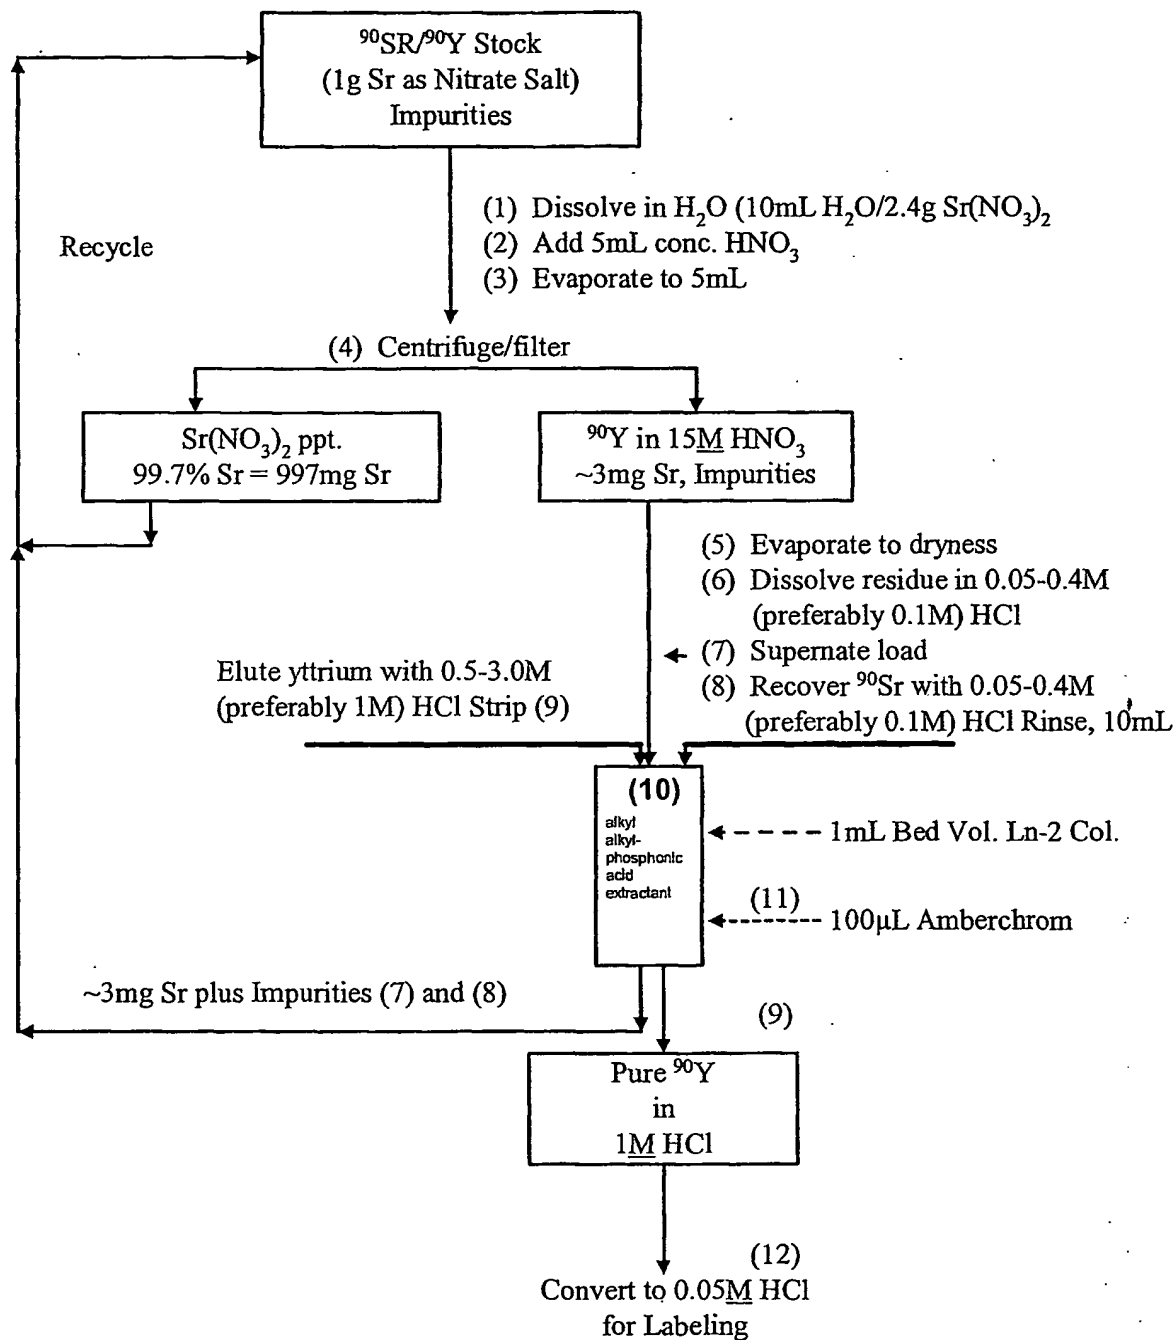 ⁹⁰SR/⁹⁰Y Stock
(1g Sr as Nitrate Salt)
Impurities
(1) Dissolve in H₂O (10mL H₂O/2.4g Sr(NO₃)₂
(2) Add 5mL conc. HNO₃
(3) Evaporate to 5mL
Recycle
(4) Centrifuge/filter
Sr(NO₃)₂ ppt.
99.7% Sr = 997mg Sr
⁹⁰Y in 15M HNO₃
~3mg Sr, Impurities
(5) Evaporate to dryness
(6) Dissolve residue in 0.05-0.4M
(preferably 0.1M) HCl
(7) Supernate load
(8) Recover ⁹⁰Sr with 0.05-0.4M
(preferably 0.1M) HCl Rinse, 10mL
Elute yttrium with 0.5-3.0M
(preferably 1M) HCl Strip (9)
(10)
alkyl
alkyl-
phosphonic
acid
extractant
1mL Bed Vol. Ln-2 Col.
(11)
100µL Amberchrom
~3mg Sr plus Impurities (7) and (8)
(9)
Pure ⁹⁰Y
in
1M HCl
(12)
Convert to 0.05M HCl
for Labeling